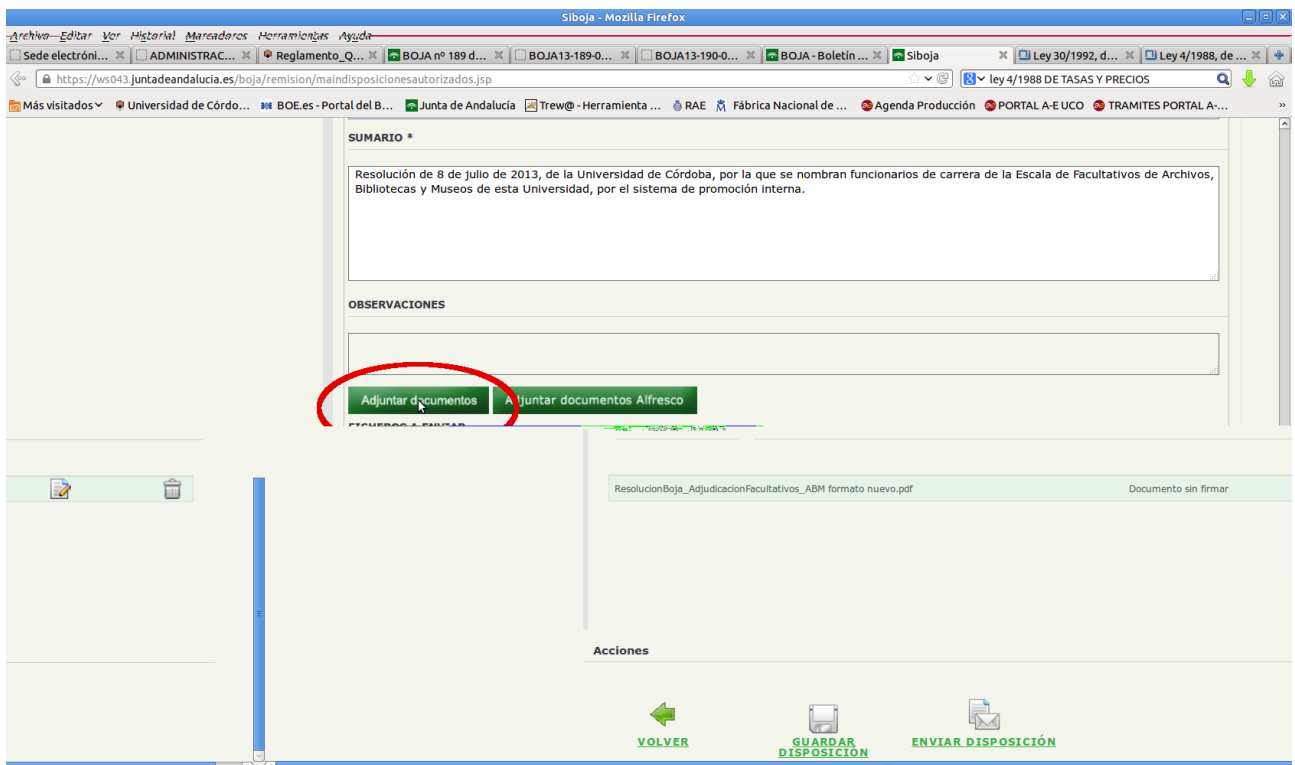 Siboja - Mozilla Firefox
Archivo Editar Ver Historial Marcadores Herramientas Ayuda
Sede electróni... ADMINISTRAC... Reglamento_Q... BOJA nº 189 d... BOJA13-189-0... BOJA13-190-0... BOJA - Boletín ... Siboja Ley 30/1992, d... Ley 4/1988, de ...
https://ws043.juntadeandalucia.es/boja/remision/maindisposicionesautorizados.jsp ley 4/1988 DE TASAS Y PRECIOS
Más visitados Universidad de Córdo... BOE.es - Portal del B... Junta de Andalucía Trew@ - Herramienta ... RAE Fábrica Nacional de ... Agenda Producción PORTAL A-E UCO TRAMITES PORTAL A-... »
SUMARIO *
Resolución de 8 de julio de 2013, de la Universidad de Córdoba, por la que se nombran funcionarios de carrera de la Escala de Facultativos de Archivos,
Bibliotecas y Museos de esta Universidad, por el sistema de promoción interna.
OBSERVACIONES
Adjuntar documentos Adjuntar documentos Alfresco
FICHEROS A ENVIAR
ResolucionBoja_AdjudicacionFacultativos_ABM formato nuevo.pdf Documento sin firmar
Acciones
VOLVER GUARDAR ENVIAR DISPOSICIÓN
DISPOSICIÓN